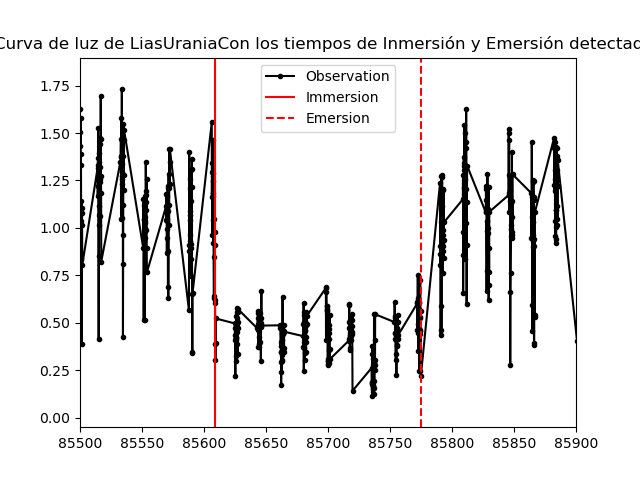 Curva de luz de LiasUraniaCon los tiempos de Inmersión y Emersión detectad
Observation
Immersion
Emersion
1.75
1.50
1.25
1.00
0.75
0.50
0.25
0.00
85500 85550 85600 85650 85700 85750 85800 85850 85900